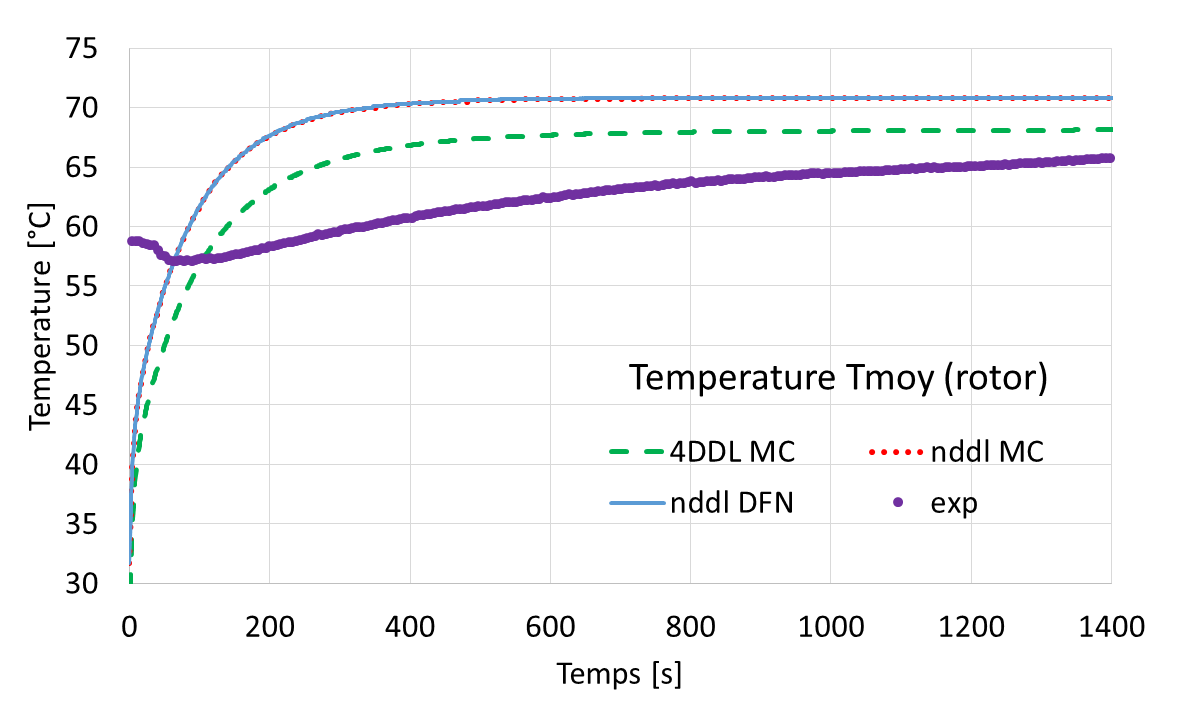 75
70
65
60
55
50
45
40
35
30
Temperature [°C]
Temperature Tmoy (rotor)
4DDL MC
nddl MC
nddl DFN
exp
0 200 400 600 800 1000 1200 1400
Temps [s]